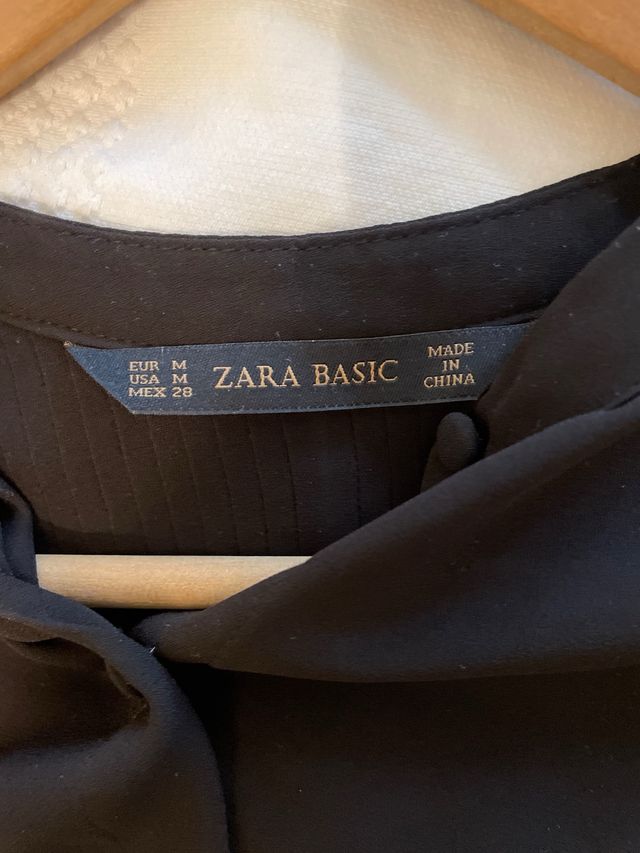 EUR M
USA M
MEX 28
ZARA BASIC
MADE
IN
CHINA